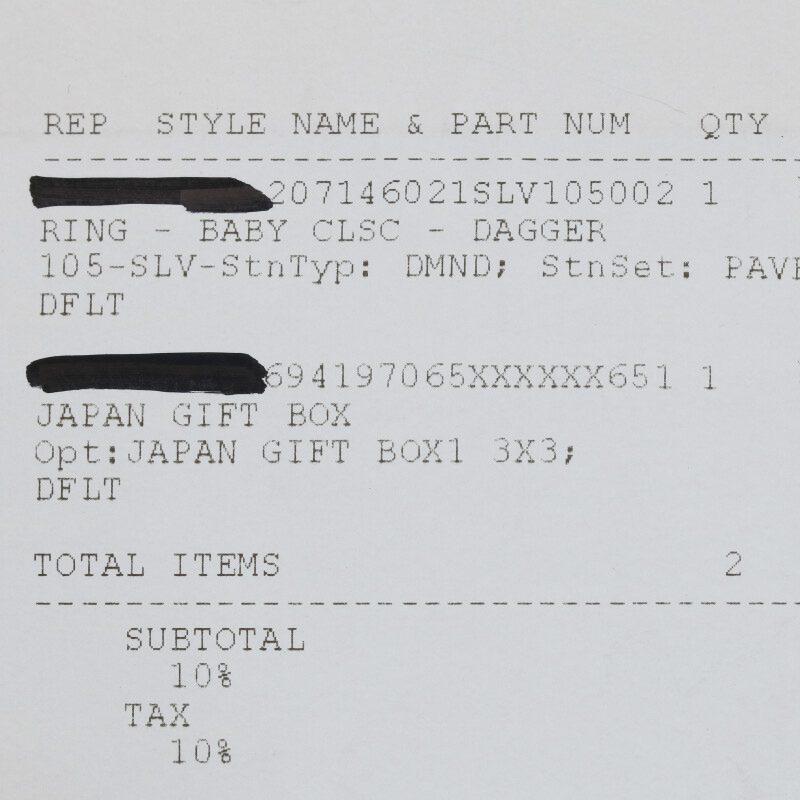 REP STYLE NAME & PART NUM QTY
207146021SLV105002 1
RING - BABY CLSC - DAGGER
105-SLV-StnTyp: DMND; StnSet: PAVE
DFLT
694197065XXXXXX651 1
JAPAN GIFT BOX
Opt:JAPAN GIFT BOX1 3X3;
DFLT
TOTAL ITEMS 2
SUBTOTAL
10%
TAX
10%